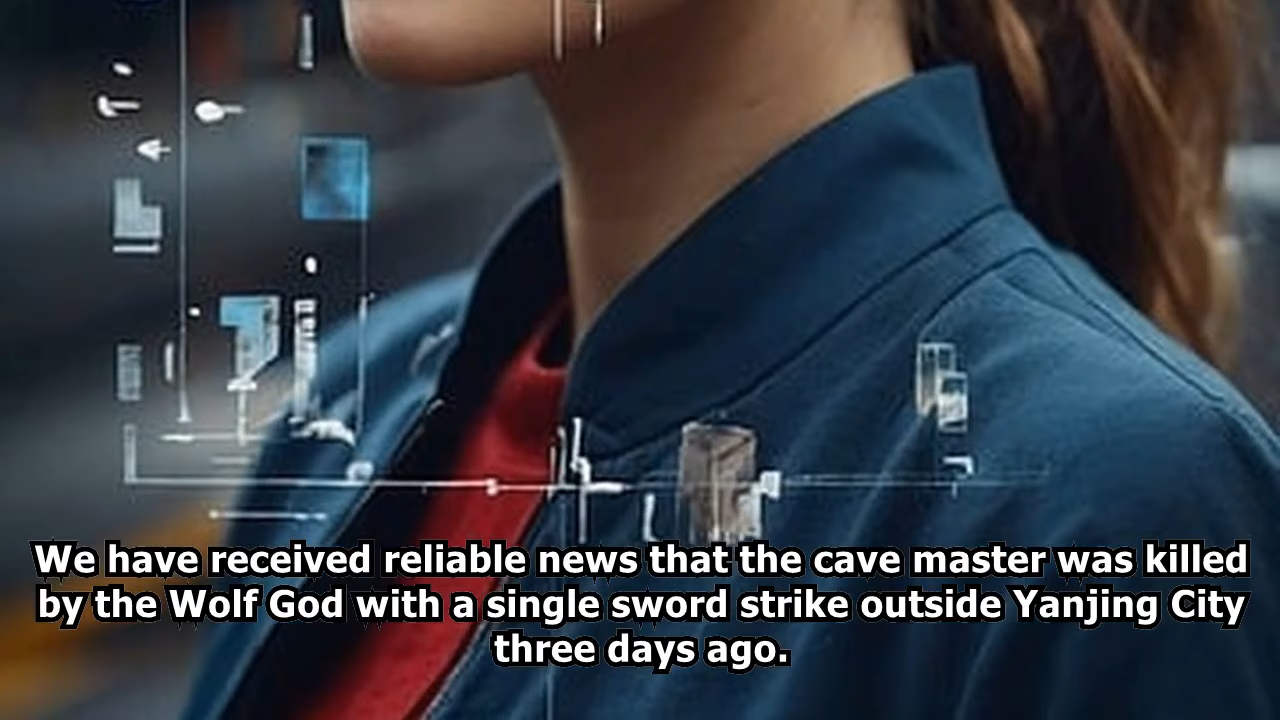 We have received reliable news that the cave master was killed
by the Wolf God with a single sword strike outside Yanjing City
three days ago.